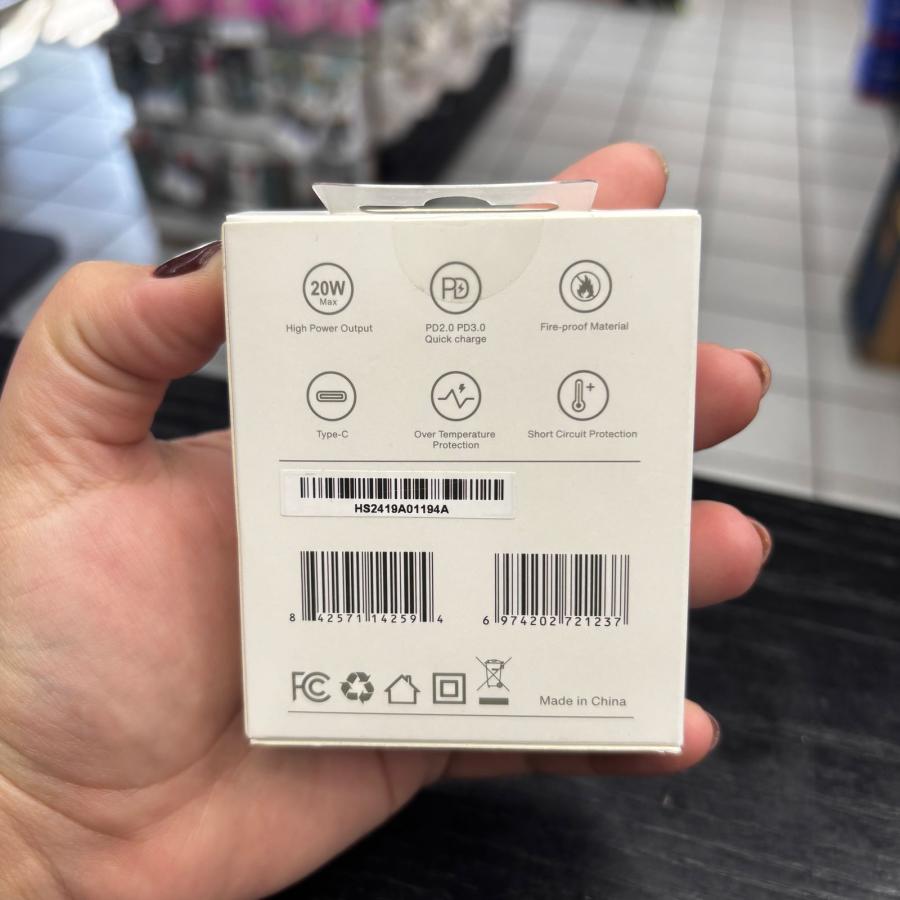 20W
Max
High Power Output
PD
PD2.0 PD3.0
Quick charge
Fire-proof Material
Type-C
Over Temperature
Protection
Short Circuit Protection
HS2419A01194A
8 42571 14259 4
6 974202 721237
FC
Made in China